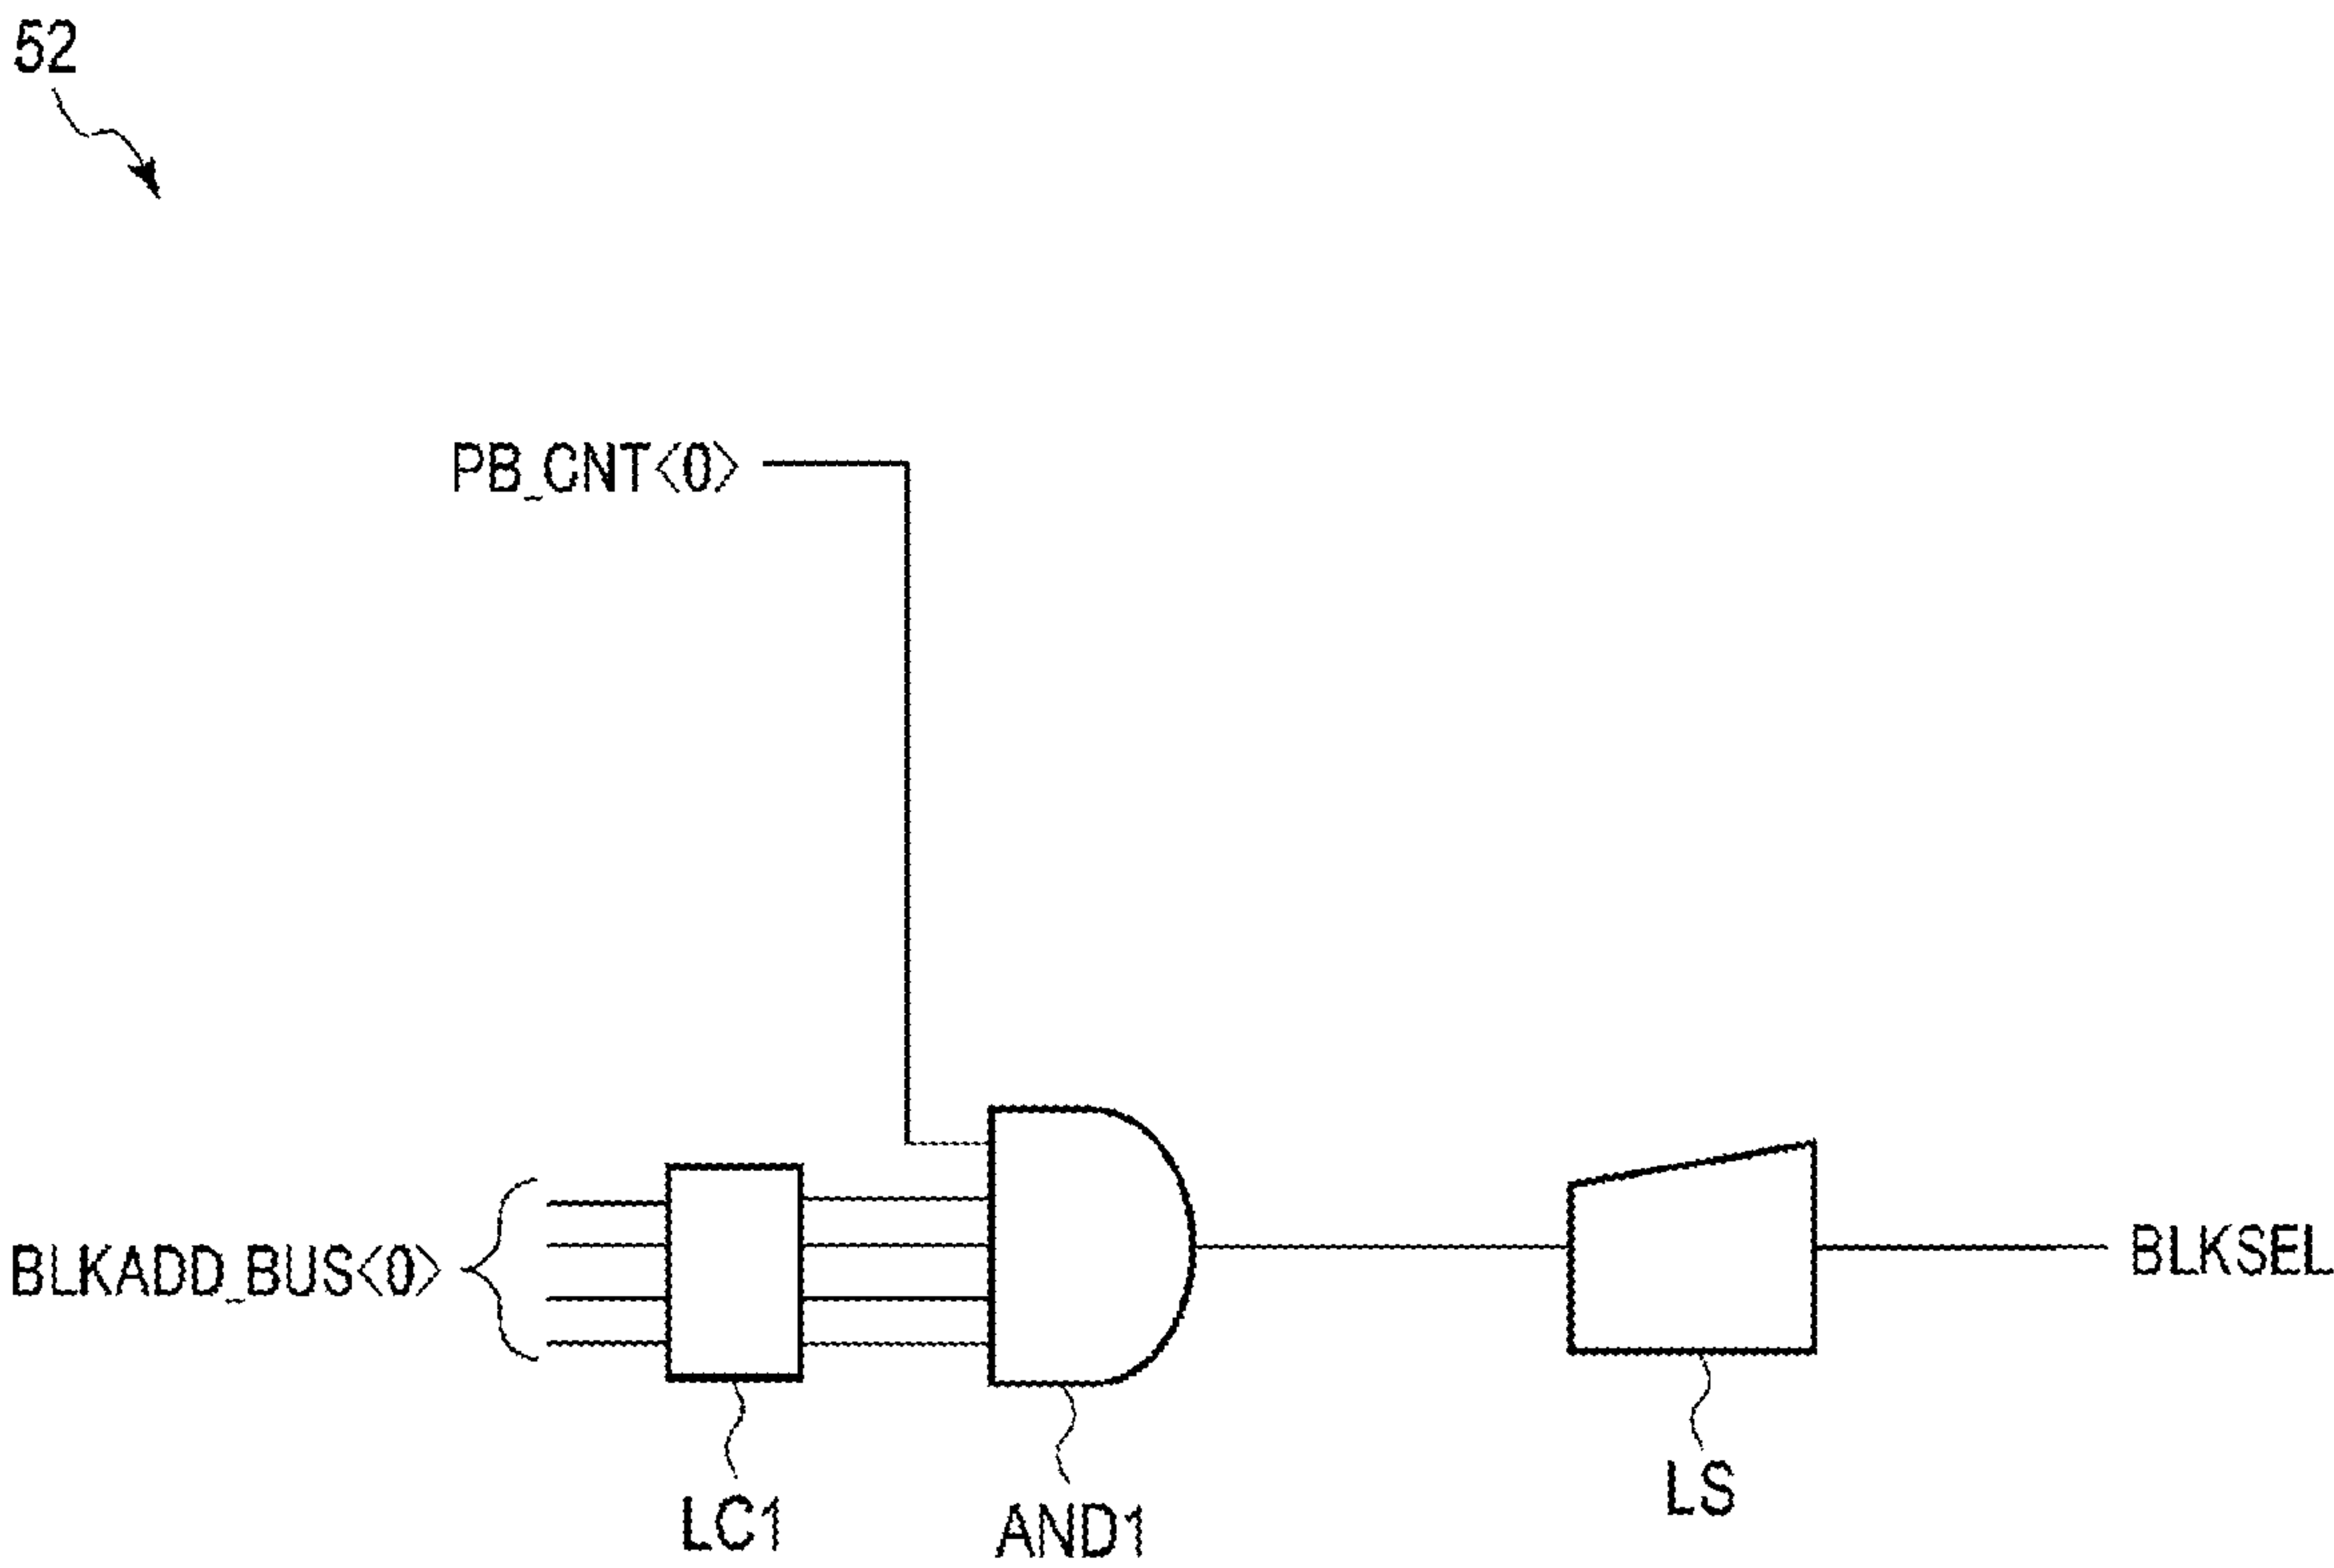 52
PB_CNT<0>
BLKADD_BUS<0>
BLKSEL
LC1
AND1
LS